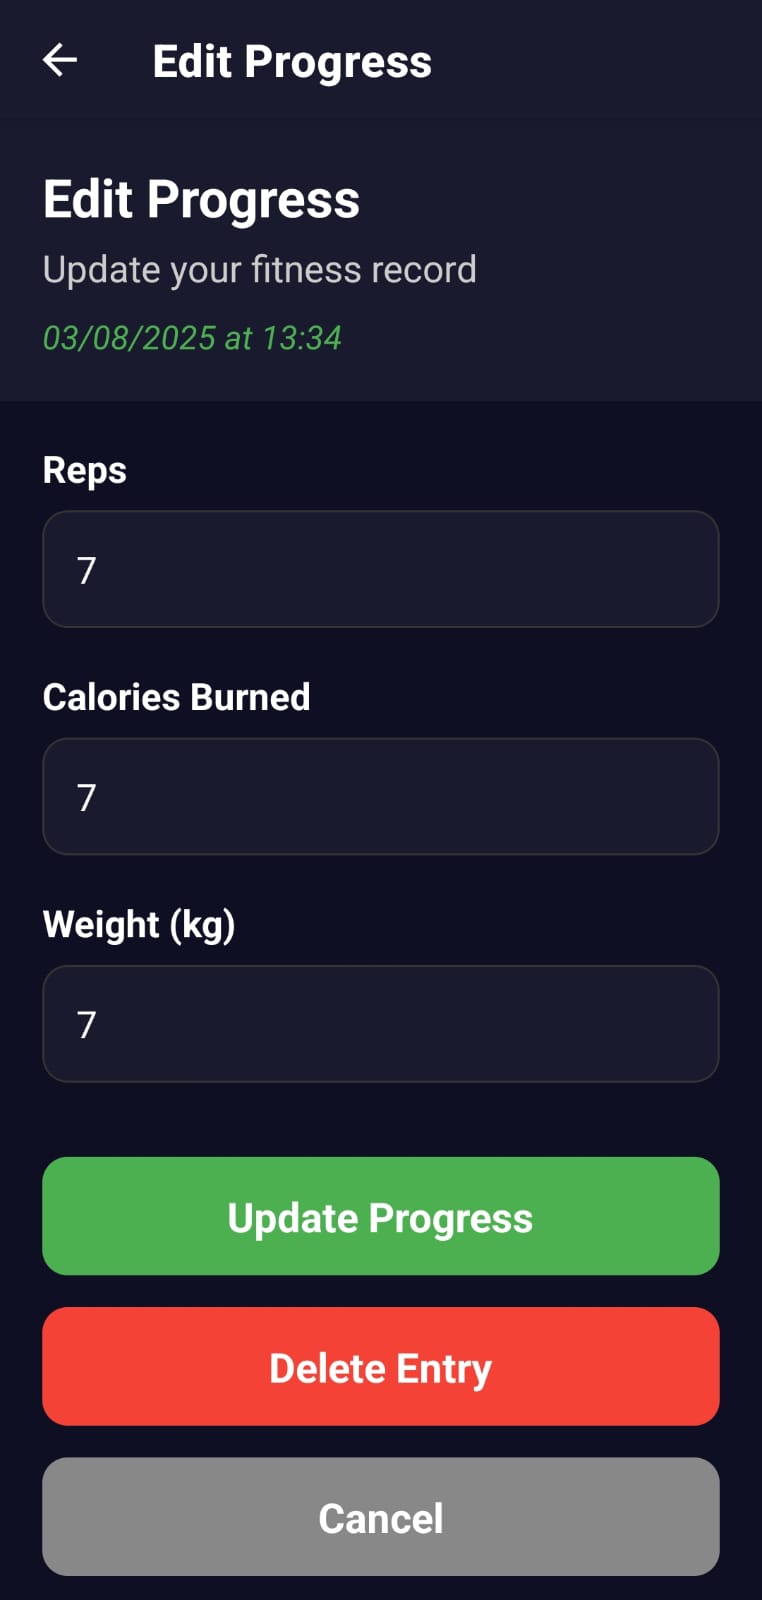 Edit Progress
Edit Progress
Update your fitness record
03/08/2025 at 13:34
Reps
7
Calories Burned
7
Weight (kg)
7
Update Progress
Delete Entry
Cancel